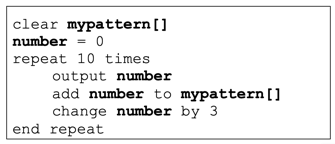 clear mypattern[]
number = 0
repeat 10 times
output number
add number to mypattern[]
change number by 3
end repeat